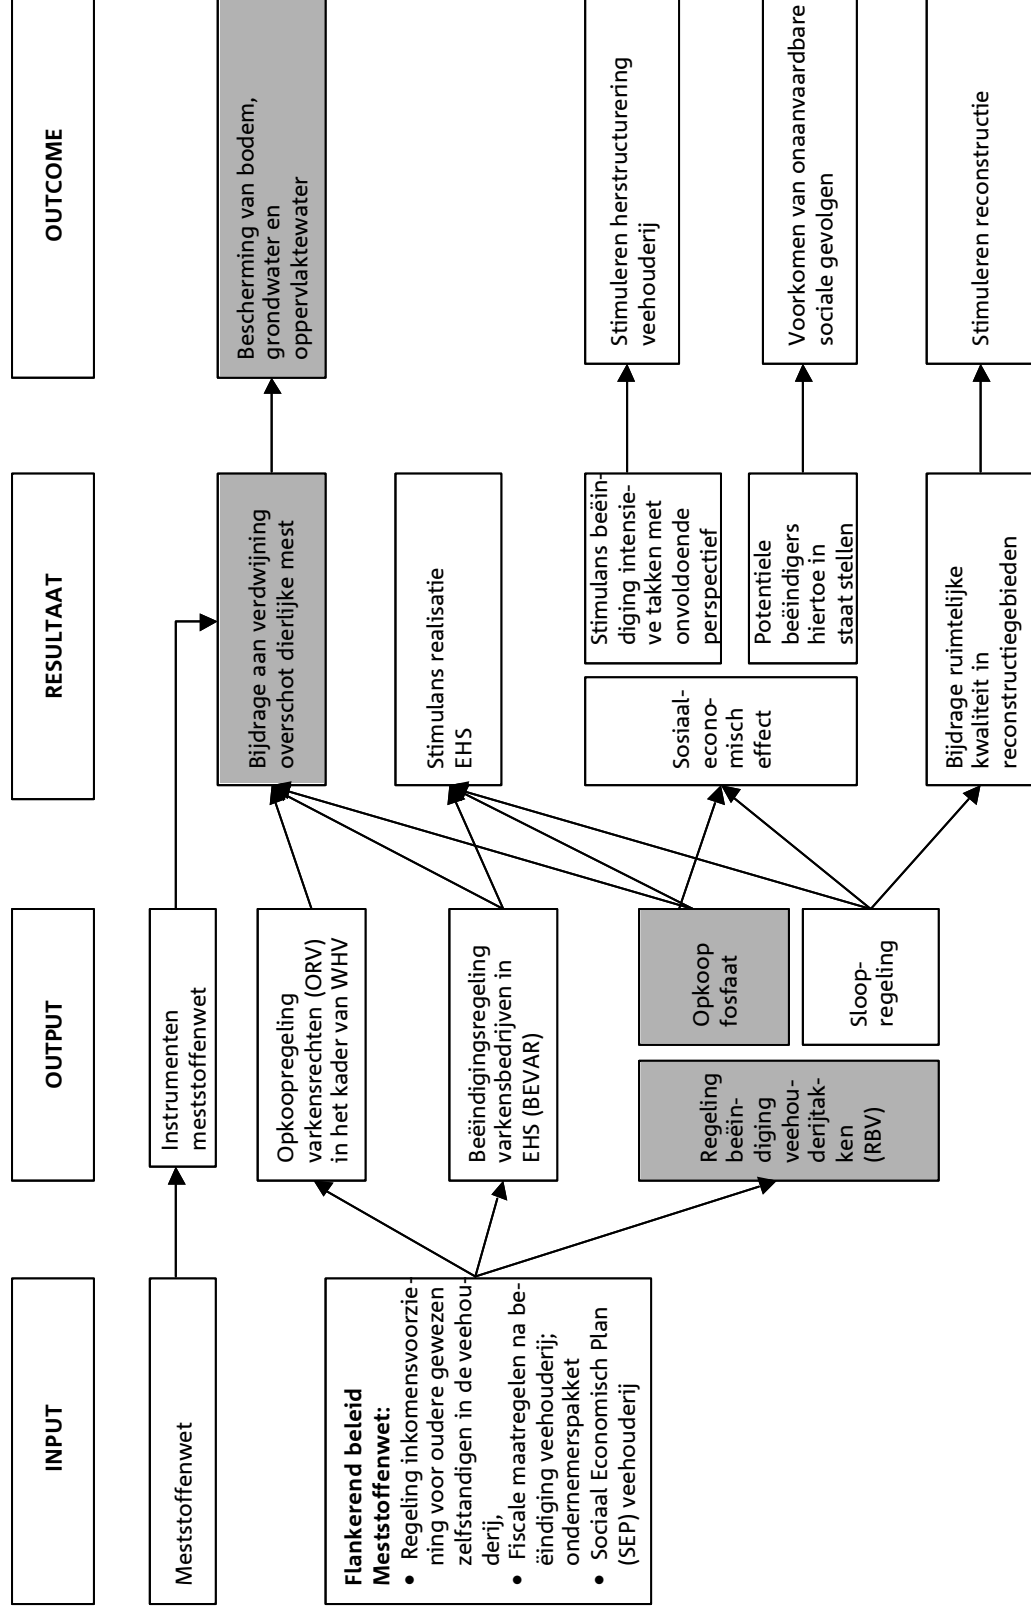 INPUT
OUTPUT
RESULTAAT
OUTCOME
Meststoffenwet
Instrumenten
meststoffenwet
Flankerend beleid
Meststoffenwet:
• Regeling inkomensvoorzie-
ning voor oudere gewezen
zelfstandigen in de veehou-
derij,
• Fiscale maatregelen na be-
ëindiging veehouderij;
ondernemerspakket
• Sociaal Economisch Plan
(SEP) veehouderij
Opkoopregeling
varkensrechten (ORV)
in het kader van WHV
Beëindigingsregeling
varkensbedrijven in
EHS (BEVAR)
Regeling
beëin-
diging
veehou-
derijtak-
ken
(RBV)
Opkoop
fosfaat
Sloop-
regeling
Bijdrage aan verdwijning
overschot dierlijke mest
Stimulans realisatie
EHS
Sosiaal-
econo-
misch
effect
Stimulans beëin-
diging intensie-
ve takken met
onvoldoende
perspectief
Potentiele
beëindigers
hiertoe in
staat stellen
Bijdrage ruimtelijke
kwaliteit in
reconstructiegebieden
Bescherming van bodem,
grondwater en
oppervlaktewater
Stimuleren herstructurering
veehouderij
Voorkomen van onaanvaardbare
sociale gevolgen
Stimuleren reconstructie